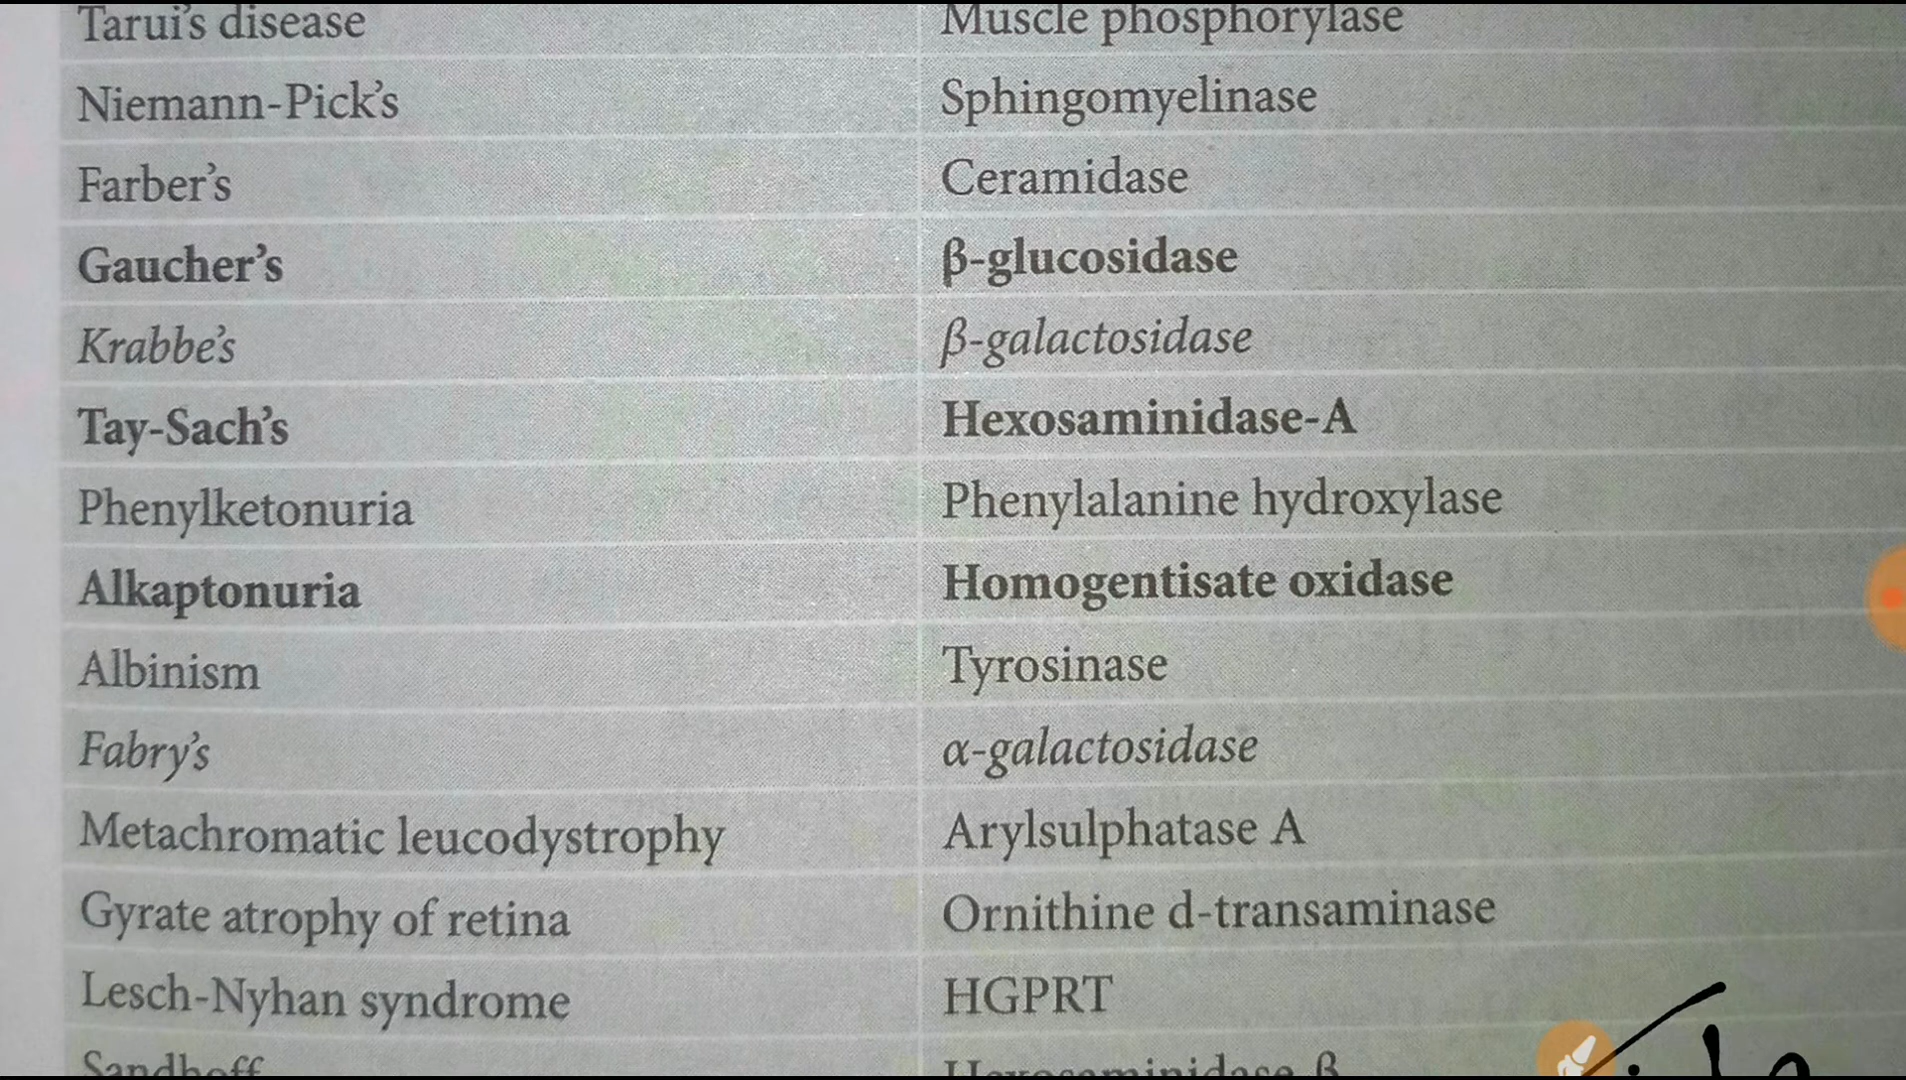 Tarui's disease Muscle phosphorylase
Niemann-Pick's Sphingomyelinase
Farber's Ceramidase
Gaucher's β-glucosidase
Krabbe's β-galactosidase
Tay-Sach's Hexosaminidase-A
Phenylketonuria Phenylalanine hydroxylase
Alkaptonuria Homogentisate oxidase
Albinism Tyrosinase
Fabry's α-galactosidase
Metachromatic leucodystrophy Arylsulphatase A
Gyrate atrophy of retina Ornithine d-transaminase
Lesch-Nyhan syndrome HGPRT
Sandhoff Hexosaminidase β